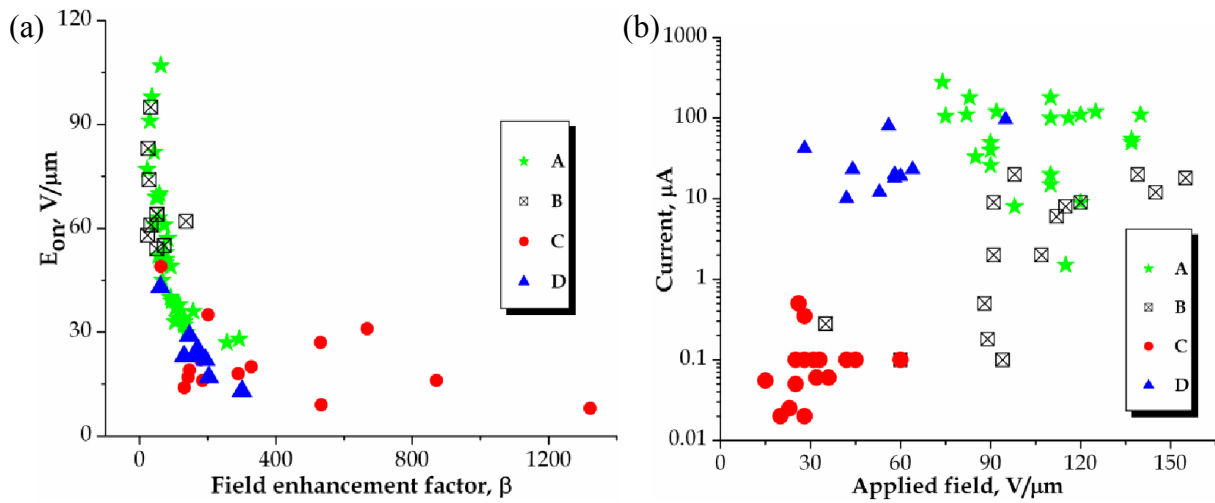 (a)
120
90
60
30
0
E_on, V/µm
0 400 800 1200
Field enhancement factor, β
A
B
C
D
(b)
1000
100
10
1
0.1
0.01
Current, µA
0 30 60 90 120 150
Applied field, V/µm
A
B
C
D